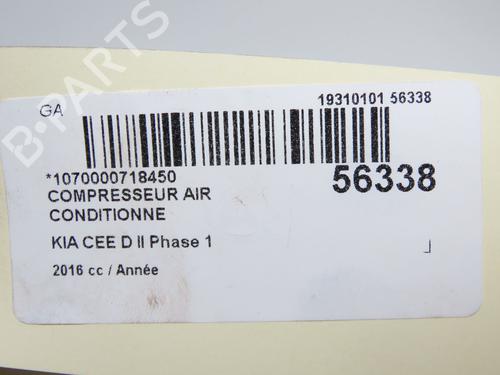 GA
19310101 56338
*1070000718450
56338
COMPRESSEUR AIR
CONDITIONNE
KIA CEE D II Phase 1
2016 cc / Année
B-PARTS